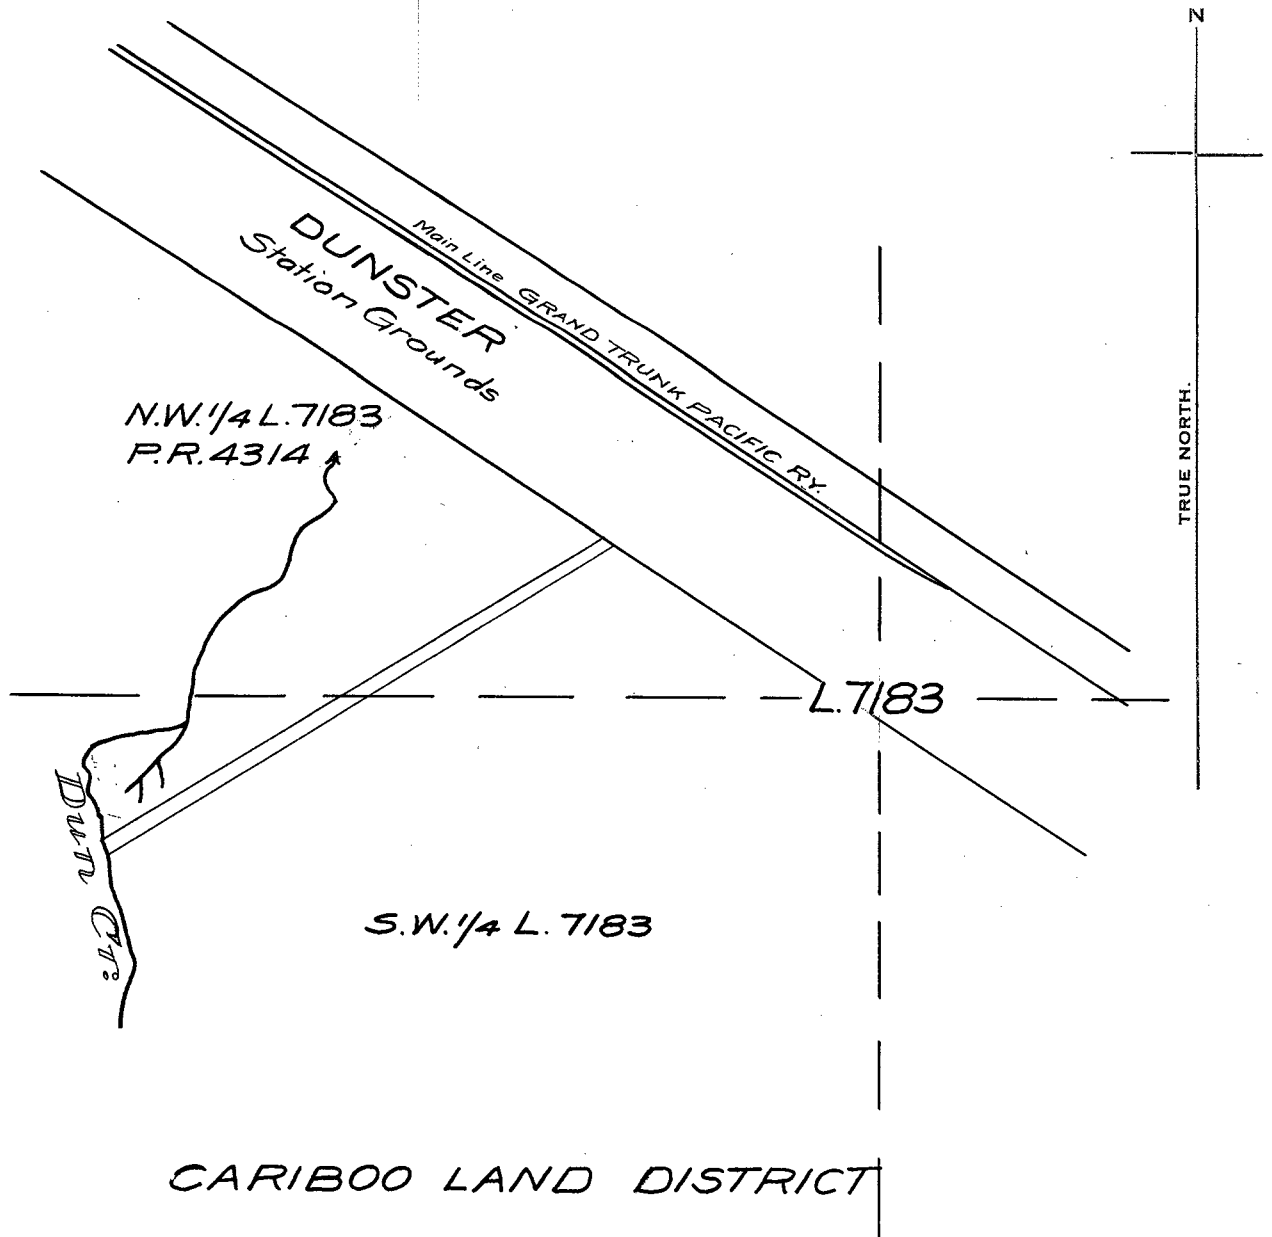 N
DUNSTER
Station Grounds
Main Line GRAND TRUNK PACIFIC RY.
TRUE NORTH.
N.W. 1/4 L. 7183
P.R. 4314
L. 7183
Dun Cr.
S.W. 1/4 L. 7183
CARIBOO LAND DISTRICT